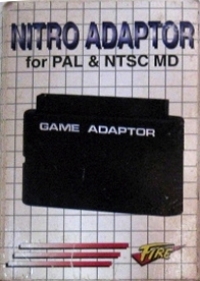 NITRO ADAPTOR
for PAL & NTSC MD
GAME ADAPTOR
FIRE